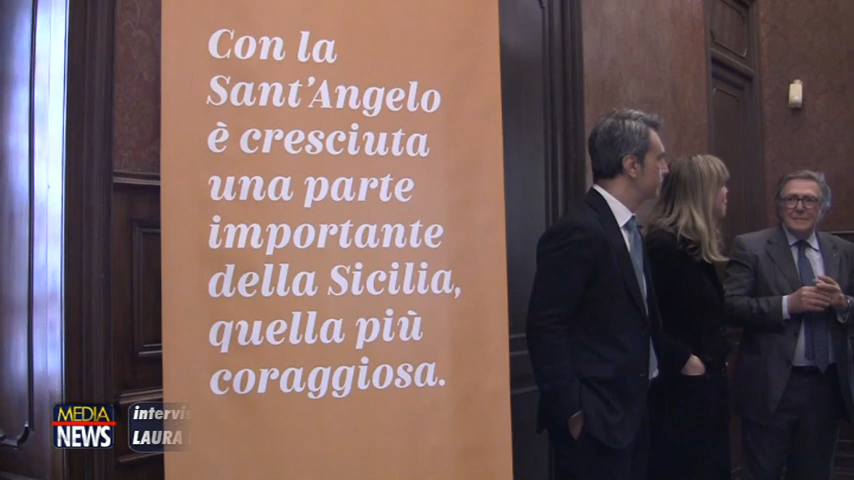 Con la
Sant'Angelo
è cresciuta
una parte
importante
della Sicilia,
quella più
coraggiosa.
MEDIA
NEWS
LAURA